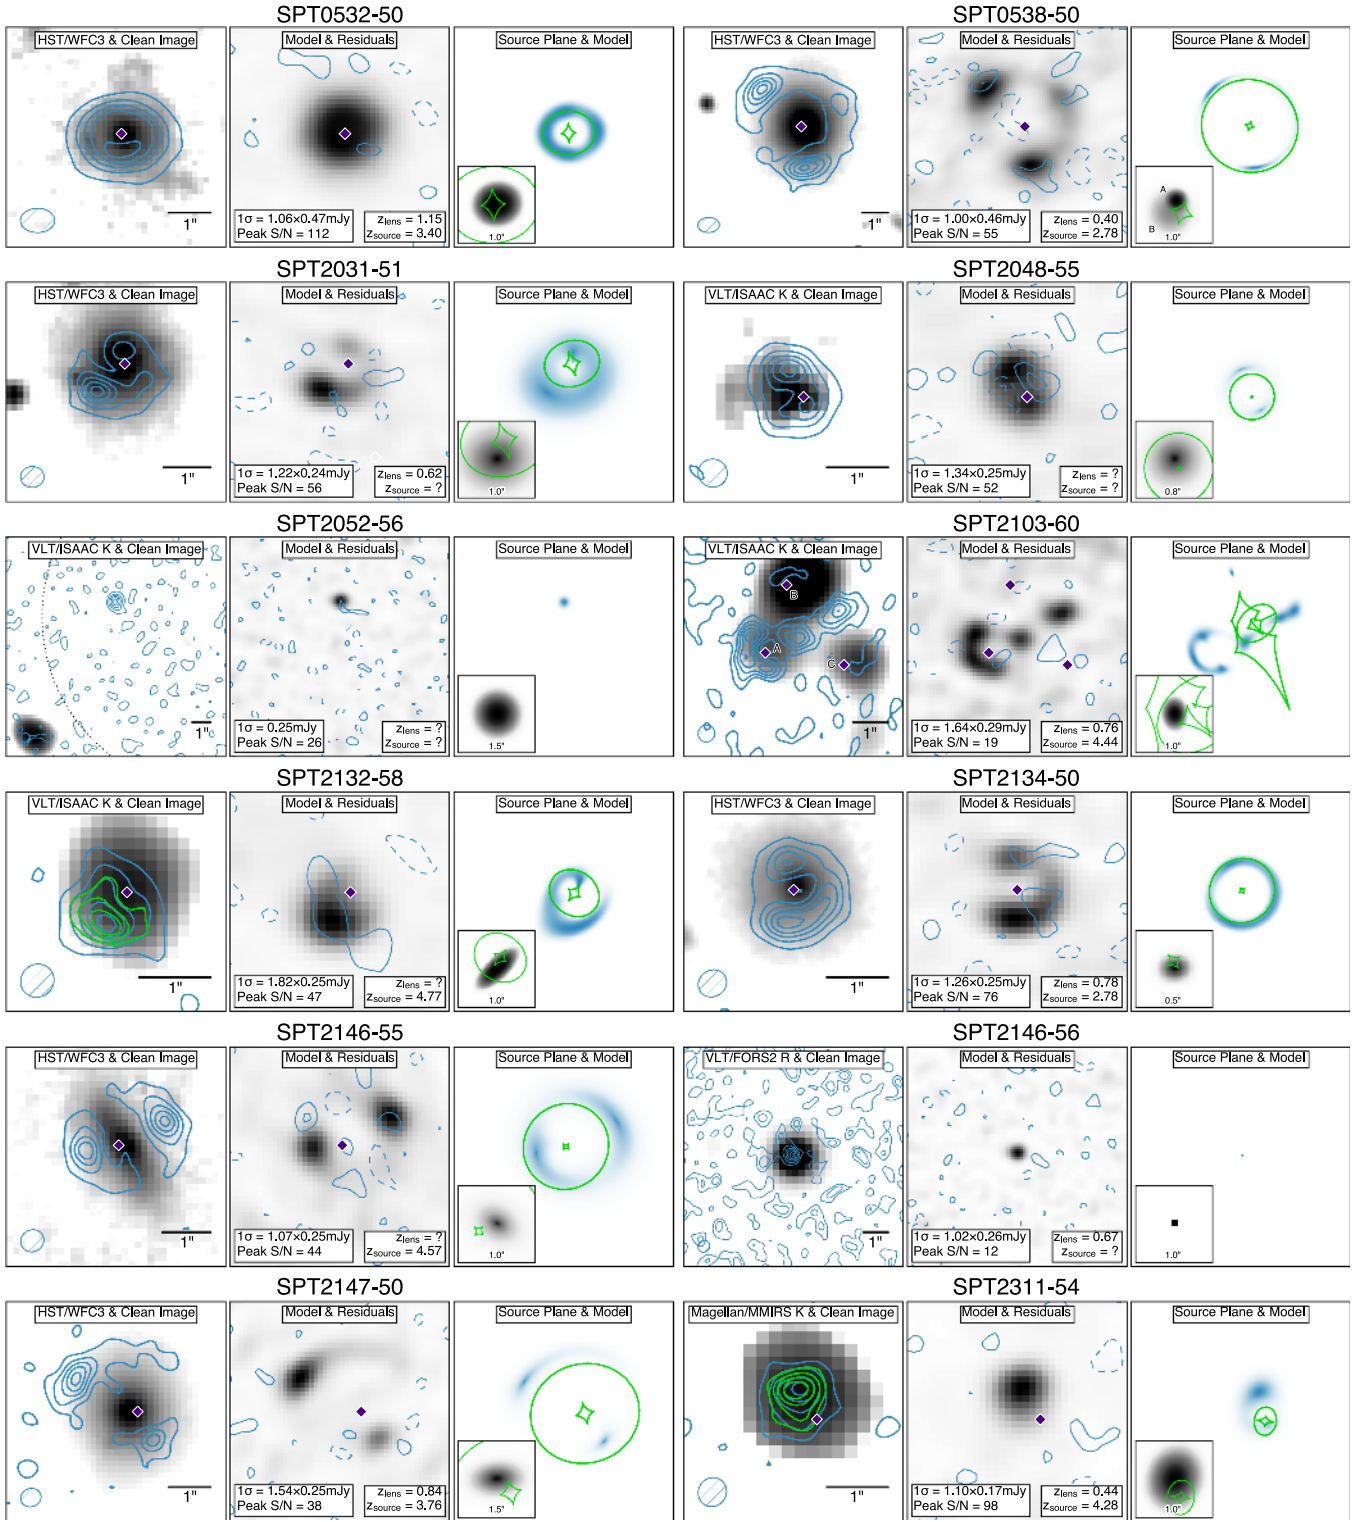 SPT0532-50
HST/WFC3 & Clean Image
Model & Residuals
Source Plane & Model
1"
1σ = 1.06×0.47mJy
Peak S/N = 112
zlens = 1.15
zsource = 3.40
1.0"
SPT0538-50
HST/WFC3 & Clean Image
Model & Residuals
Source Plane & Model
1"
1σ = 1.00×0.46mJy
Peak S/N = 55
zlens = 0.40
zsource = 2.78
A
B
1.0"
SPT2031-51
HST/WFC3 & Clean Image
Model & Residuals
Source Plane & Model
1"
1σ = 1.22×0.24mJy
Peak S/N = 56
zlens = 0.62
zsource = ?
1.0"
SPT2048-55
VLT/ISAAC K & Clean Image
Model & Residuals
Source Plane & Model
1"
1σ = 1.34×0.25mJy
Peak S/N = 52
zlens = ?
zsource = ?
0.8"
SPT2052-56
VLT/ISAAC K & Clean Image
Model & Residuals
Source Plane & Model
1"
1σ = 0.25mJy
Peak S/N = 26
zlens = ?
zsource = ?
1.5"
SPT2103-60
VLT/ISAAC K & Clean Image
Model & Residuals
Source Plane & Model
B
A
C
1"
1σ = 1.64×0.29mJy
Peak S/N = 19
zlens = 0.76
zsource = 4.44
1.0"
SPT2132-58
VLT/ISAAC K & Clean Image
Model & Residuals
Source Plane & Model
1"
1σ = 1.82×0.25mJy
Peak S/N = 47
zlens = ?
zsource = 4.77
1.0"
SPT2134-50
HST/WFC3 & Clean Image
Model & Residuals
Source Plane & Model
1"
1σ = 1.26×0.25mJy
Peak S/N = 76
zlens = 0.78
zsource = 2.78
0.5"
SPT2146-55
HST/WFC3 & Clean Image
Model & Residuals
Source Plane & Model
1"
1σ = 1.07×0.25mJy
Peak S/N = 44
zlens = ?
zsource = 4.57
1.0"
SPT2146-56
VLT/FORS2 R & Clean Image
Model & Residuals
Source Plane & Model
1"
1σ = 1.02×0.26mJy
Peak S/N = 12
zlens = 0.67
zsource = ?
1.0"
SPT2147-50
HST/WFC3 & Clean Image
Model & Residuals
Source Plane & Model
1"
1σ = 1.54×0.25mJy
Peak S/N = 38
zlens = 0.84
zsource = 3.76
1.5"
SPT2311-54
Magellan/MMIRS K & Clean Image
Model & Residuals
Source Plane & Model
1"
1σ = 1.10×0.17mJy
Peak S/N = 98
zlens = 0.44
zsource = 4.28
1.0"